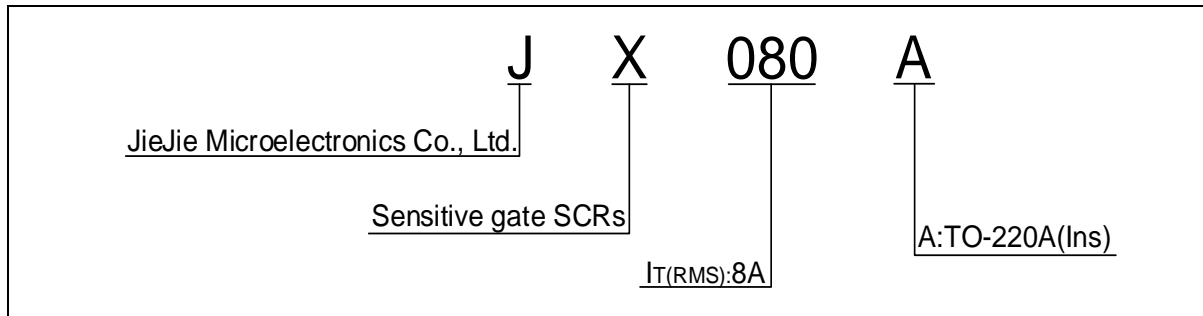 J X 080 A
JieJie Microelectronics Co., Ltd.
Sensitive gate SCRs
A:TO-220A(Ins)
IT(RMS):8A